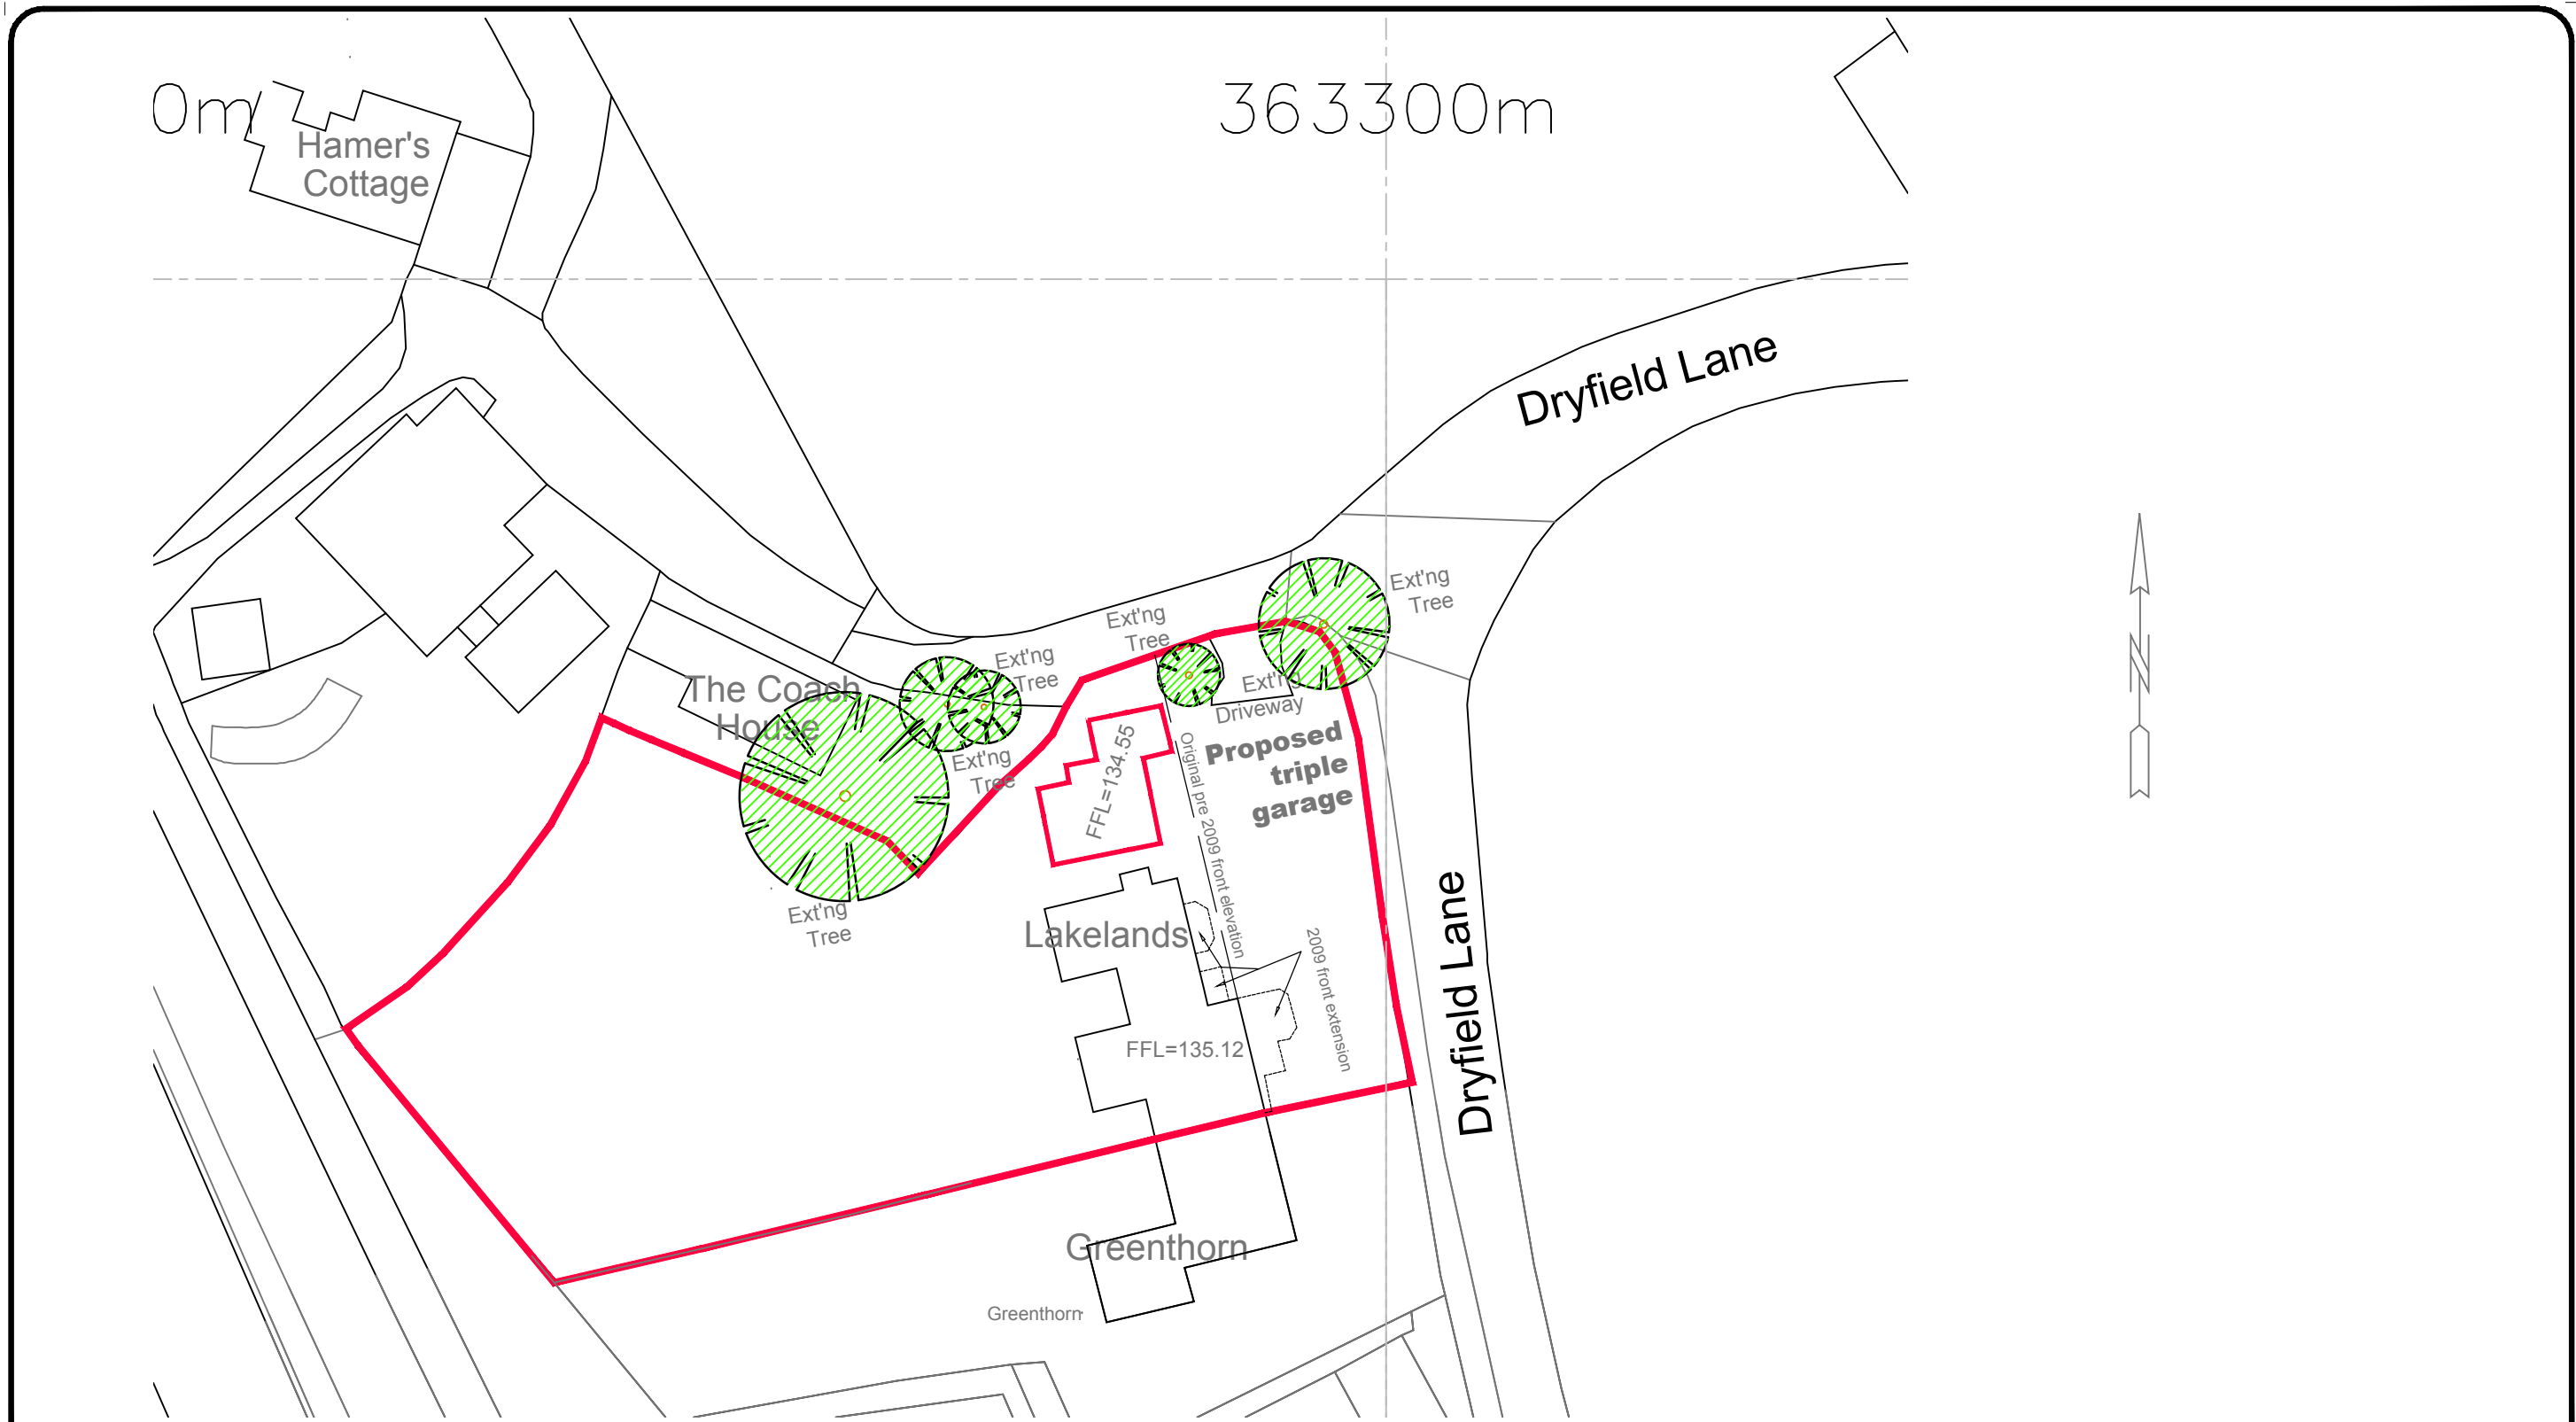 0m
363300m
Hamer's
Cottage
Dryfield Lane
Ext'ng
Tree
Ext'ng
Tree
Ext'ng
Tree
The Coach
House
Ext'ng
Driveway
Ext'ng
Tree
Proposed
triple
garage
FFL=134.55
Original pre 2009 front elevation
Ext'ng
Tree
Lakelands
2009 front extension
Dryfield Lane
FFL=135.12
Greenthorn
Greenthorn
N